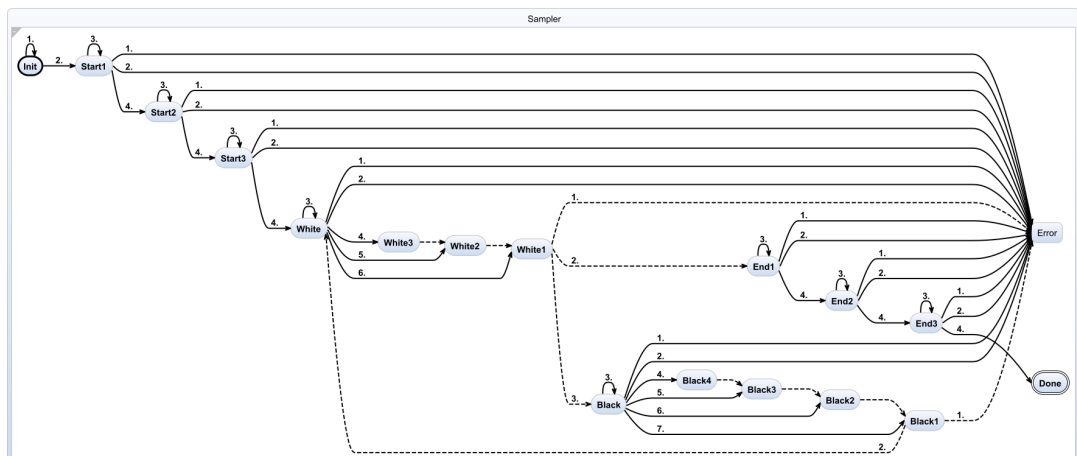 Sampler
1.
3.
1.
Init
2.
Start1
2.
3.
1.
4.
Start2
2.
3.
1.
4.
Start3
2.
1.
3.
2.
4.
White
1.
4.
White3
White2
White1
5.
6.
2.
3.
End1
1.
2.
Error
3.
1.
2.
4.
End2
3.
1.
2.
4.
End3
4.
1.
2.
3.
4.
Black4
Black3
Done
3.
Black
5.
Black2
6.
7.
Black1
1.
2.